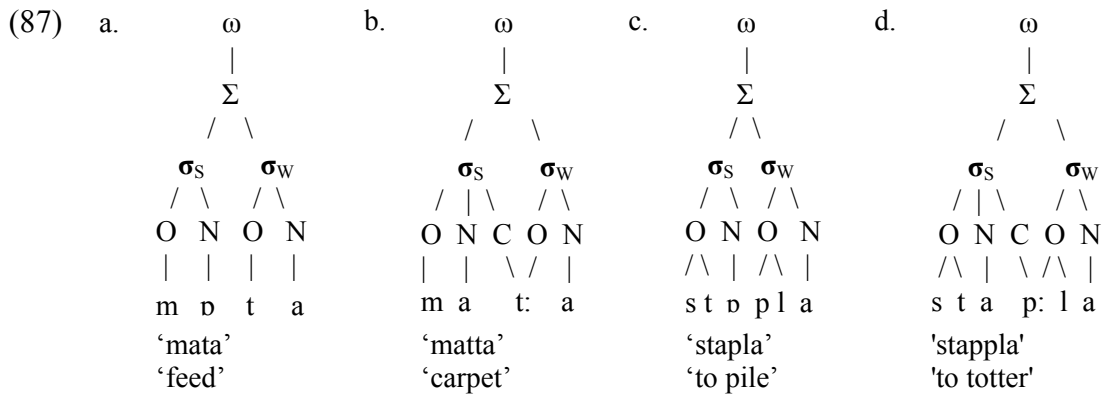 (87) a. ω b. ω c. ω d. ω
| | | |
Σ Σ Σ Σ
/ \ / \ / \ / \
σS σW σS σW σS σW σS σW
/ \ / \ / | \ / \ / \ / \ / | \ / \
O N O N O N C O N O N O N O N C O N
| | | | | | \ / | /\ | /\ | /\ | \ /\ |
m ɒ t a m a t: a s t ɒ p l a s t a p: l a
‘mata’ ‘matta’ ‘stapla’ 'stappla'
‘feed’ ‘carpet’ ‘to pile’ 'to totter'